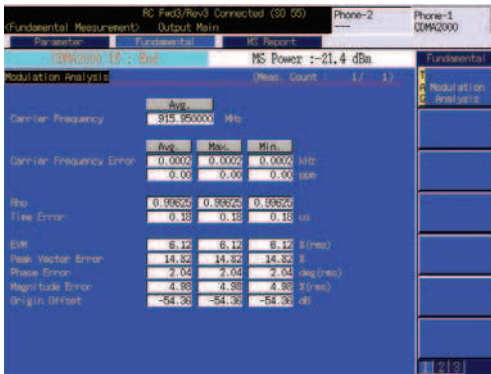 RC Fwd3/Rev3 Connected (SO 55) Phone-2 Phone-1
<Fundamental Measurement> Output Main ---- CDMA2000
Parameter Fundamental MS Report Fundamental
CDMA2000 1X : End MS Power :-21.4 dBm
Modulation Analysis (Meas. Count : 1/ 1)
T
A
G
Modulation
Analysis
Avg.
Carrier Frequency 915.950000 MHz
Avg. Max. Min.
Carrier Frequency Error 0.0002 0.0002 0.0002 kHz
0.00 0.00 0.00 ppm
Rho 0.99625 0.99625 0.99625
Time Error 0.18 0.18 0.18 us
EVM 6.12 6.12 6.12 %(rms)
Peak Vector Error 14.82 14.82 14.82 %
Phase Error 2.04 2.04 2.04 deg(rms)
Magnitude Error 4.98 4.98 4.98 %(rms)
Origin Offset -54.36 -54.36 -54.36 dB
1 2 3